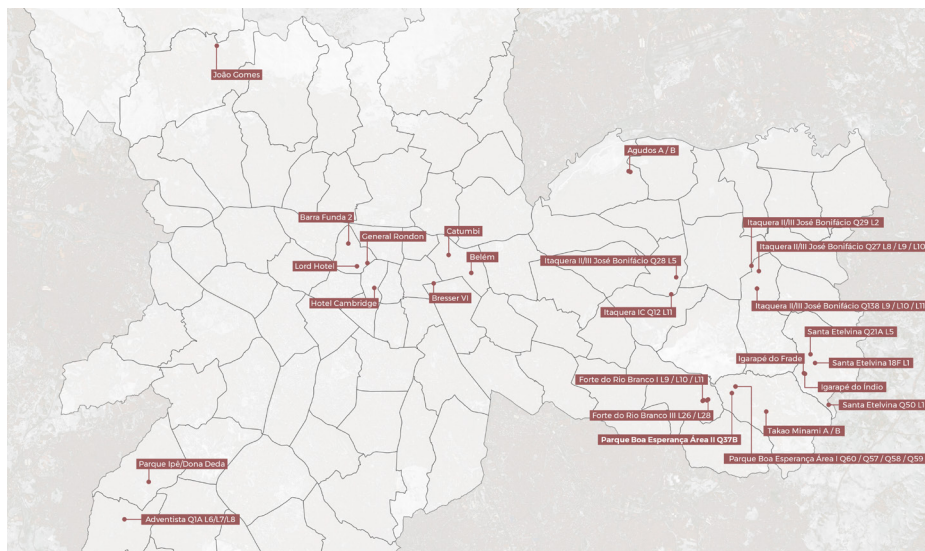 João Gomes
Agudos A / B
Barra Funda 2
General Rondon
Catumbi
Itaquera II/III José Bonifácio Q29 L2
Itaquera II/III José Bonifácio Q27 L8 / L9 / L10
Lord Hotel
Belém
Itaquera II/III José Bonifácio Q28 L5
Hotel Cambridge
Bresser VI
Itaquera IC Q12 L11
Itaquera II/III José Bonifácio Q138 L9 / L10 / L11
Santa Etelvina Q21A L5
Igarapé do Frade
Santa Etelvina 18F L1
Forte do Rio Branco I L9 / L10 / L11
Igarapé do Índio
Santa Etelvina Q50 L1
Forte do Rio Branco III L26 / L28
Takao Minami A / B
Parque Boa Esperança Área II Q37B
Parque Boa Esperança Área I Q60 / Q57 / Q58 / Q59
Parque Ipê/Dona Deda
Adventista Q1A L6/L7/L8